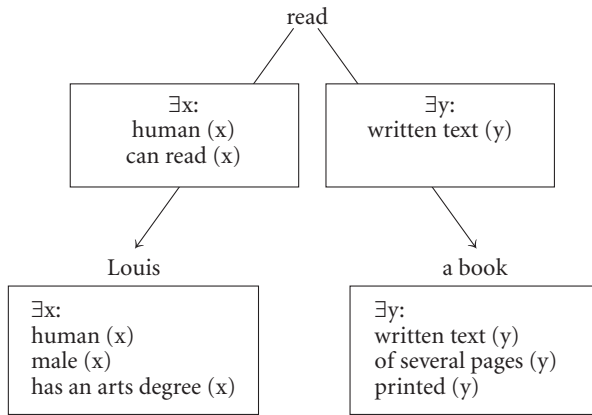 read
∃x:
human (x)
can read (x)
∃y:
written text (y)
Louis
∃x:
human (x)
male (x)
has an arts degree (x)
a book
∃y:
written text (y)
of several pages (y)
printed (y)